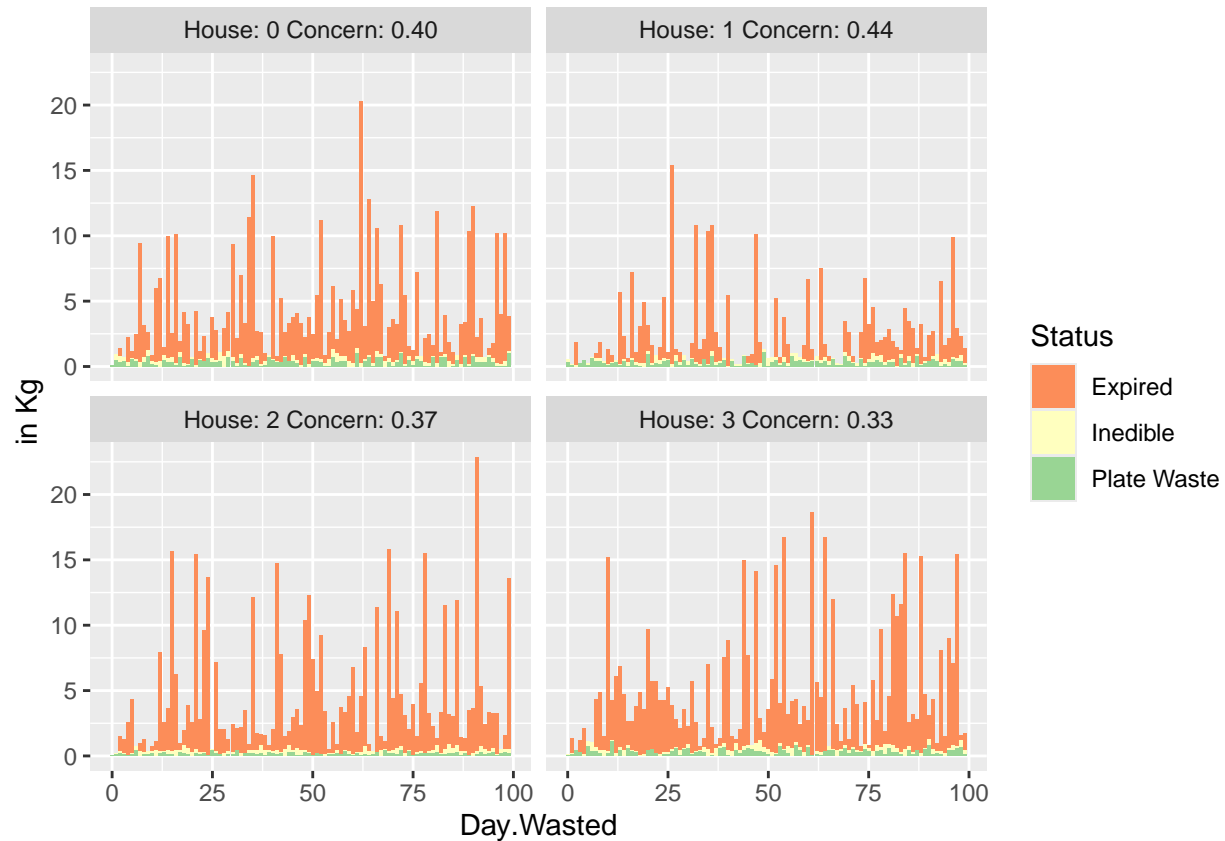 House: 0 Concern: 0.40
House: 1 Concern: 0.44
20
15
10
5
0
in Kg
House: 2 Concern: 0.37
House: 3 Concern: 0.33
20
15
10
5
0
0 25 50 75 100
0 25 50 75 100
Day.Wasted
Status
Expired
Inedible
Plate Waste